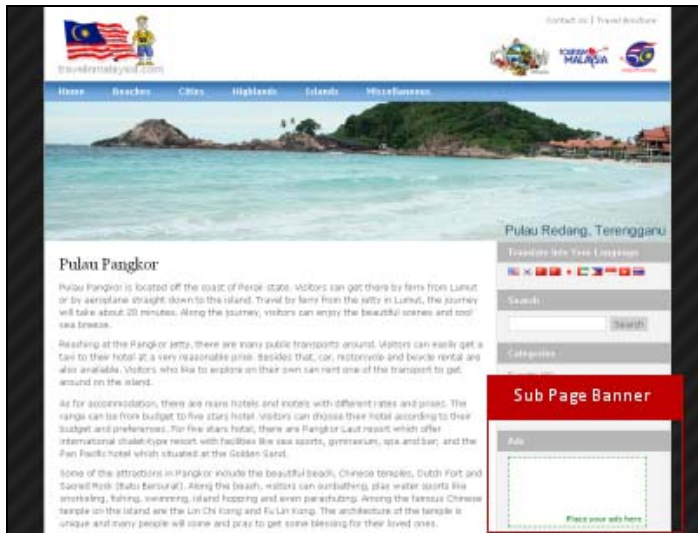 Contact Us | Travel Brochure
travelinmalaysia.com
TOURISM MALAYSIA
50
Home Beaches Cities Highlands Islands Miscellaneous
Pulau Redang, Terengganu
Pulau Pangkor
Pulau Pangkor is located off the coast of Perak state. Visitors can get there by ferry from Lumut
or by aeroplane straight down to the island. Travel by ferry from the jetty in Lumut, the journey
will take about 20 minutes. Along the journey, visitors can enjoy the beautiful scenes and cool
sea breeze.
Reaching at the Pangkor jetty, there are many public transports around. Visitors can easily get a
taxi to their hotel at a very reasonable price. Besides that, car, motorcycle and bicycle rental are
also available. Visitors who like to explore on their own can rent one of the transport to get
around on the island.
As for accommodation, there are many hotels and motels with different rates and prices. The
range can be from budget to five stars hotel. Visitors can choose their hotel according to their
budget and preferences. For five stars hotel, there are Pangkor Laut resort which offer
international chalet-type resort with facilities like sea sports, gymnasium, spa and bar; and the
Pan Pacific hotel which situated at the Golden Sand.
Some of the attractions in Pangkor include the beautiful beach, Chinese temples, Dutch Fort and
Sacred Rock (Batu Bersurat). Along the beach, visitors can sunbathing, play water sports like
snorkeling, fishing, swimming, island hopping and even parachuting. Among the famous Chinese
temple on the island are the Lin Chi Kong and Fu Lin Kong. The architecture of the temple is
unique and many people will come and pray to get some blessing for their loved ones.
Translate Into Your Language
Search
Search
Categories
Sub Page Banner
Ads
Place your ads here